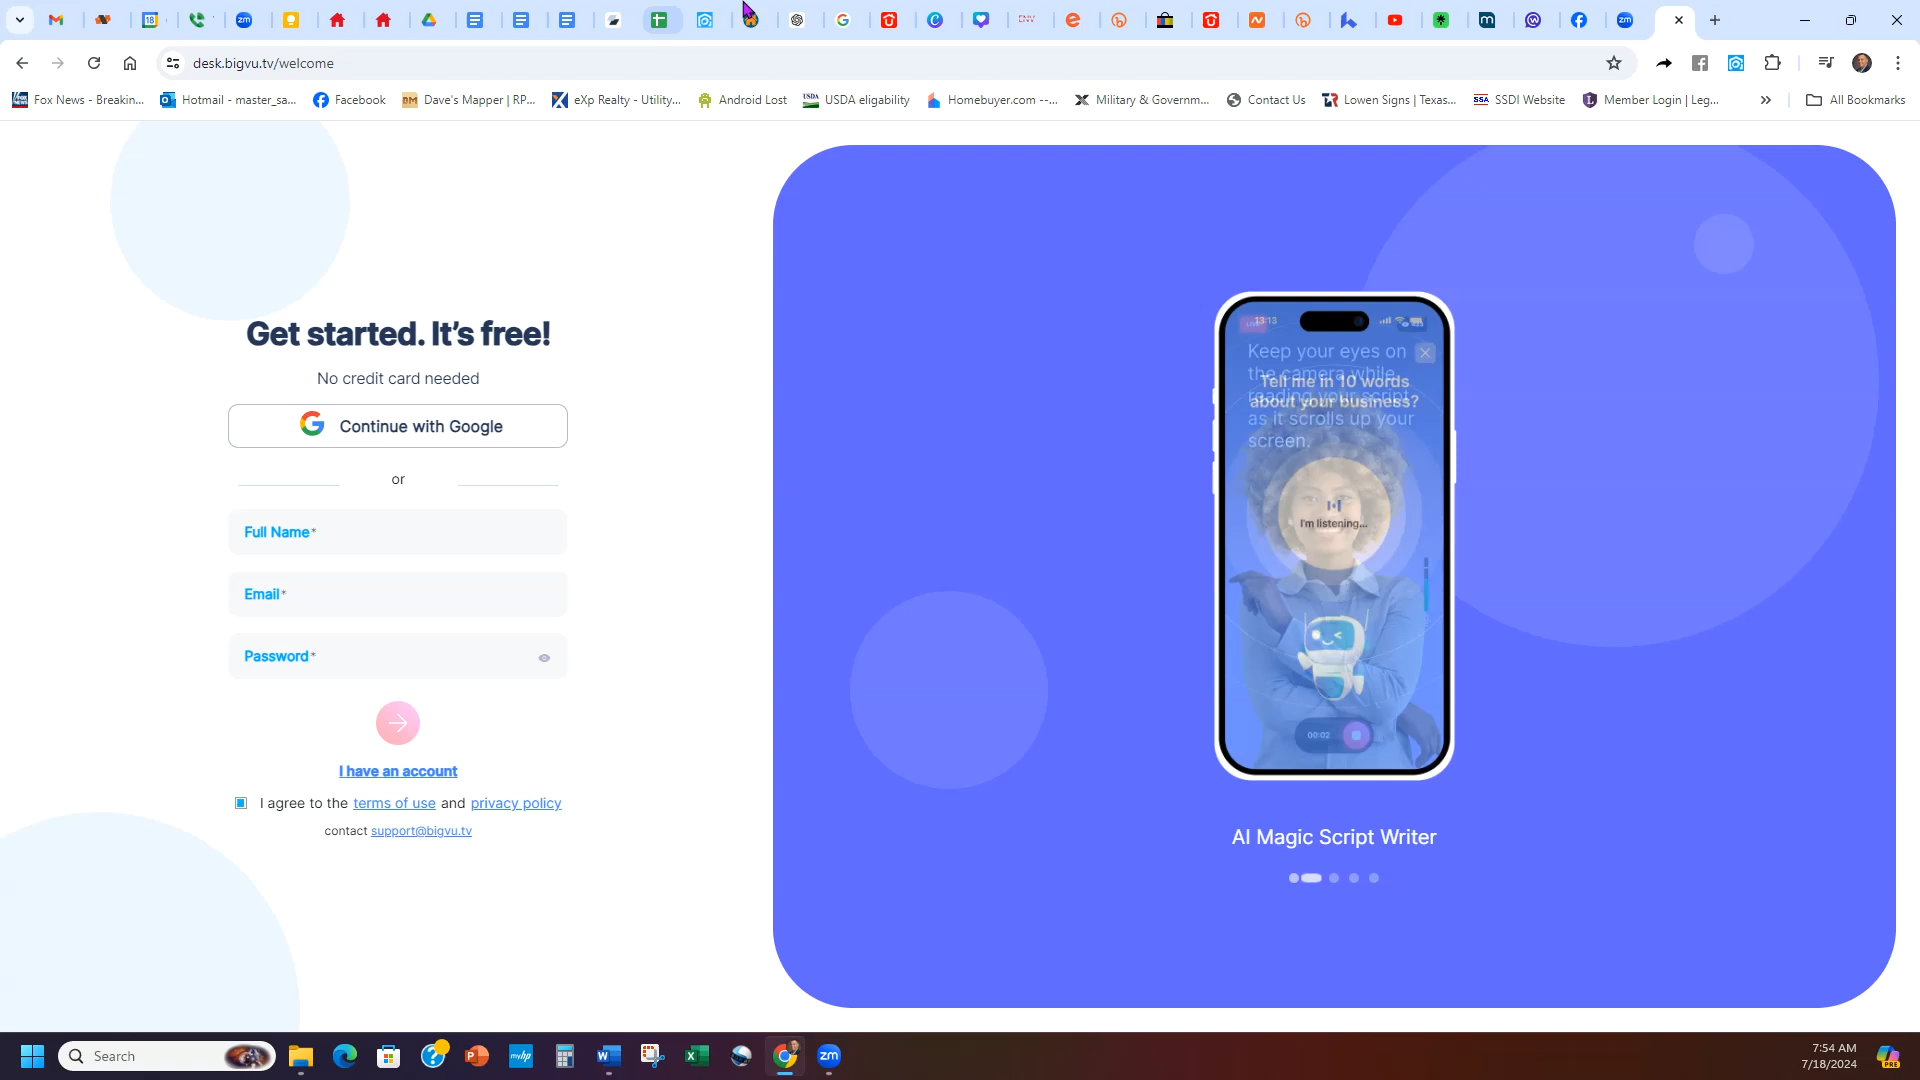 desk.bigvu.tv/welcome
Fox News - Breakin...
Hotmail - master_sa...
Facebook
Dave's Mapper | RP...
eXp Realty - Utility...
Android Lost
USDA eligability
Homebuyer.com --...
Military & Governm...
Contact Us
Lowen Signs | Texas...
SSDI Website
Member Login | Leg...
All Bookmarks
Get started. It's free!
No credit card needed
Continue with Google
or
Full Name*
Email*
Password*
I have an account
I agree to the terms of use and privacy policy
contact support@bigvu.tv
13:13
Keep your eyes on
the camera while
reading your script
as it scrolls up your
screen.
Tell me in 10 words
about your business?
I'm listening...
00:02
AI Magic Script Writer
Search
7:54 AM
7/18/2024